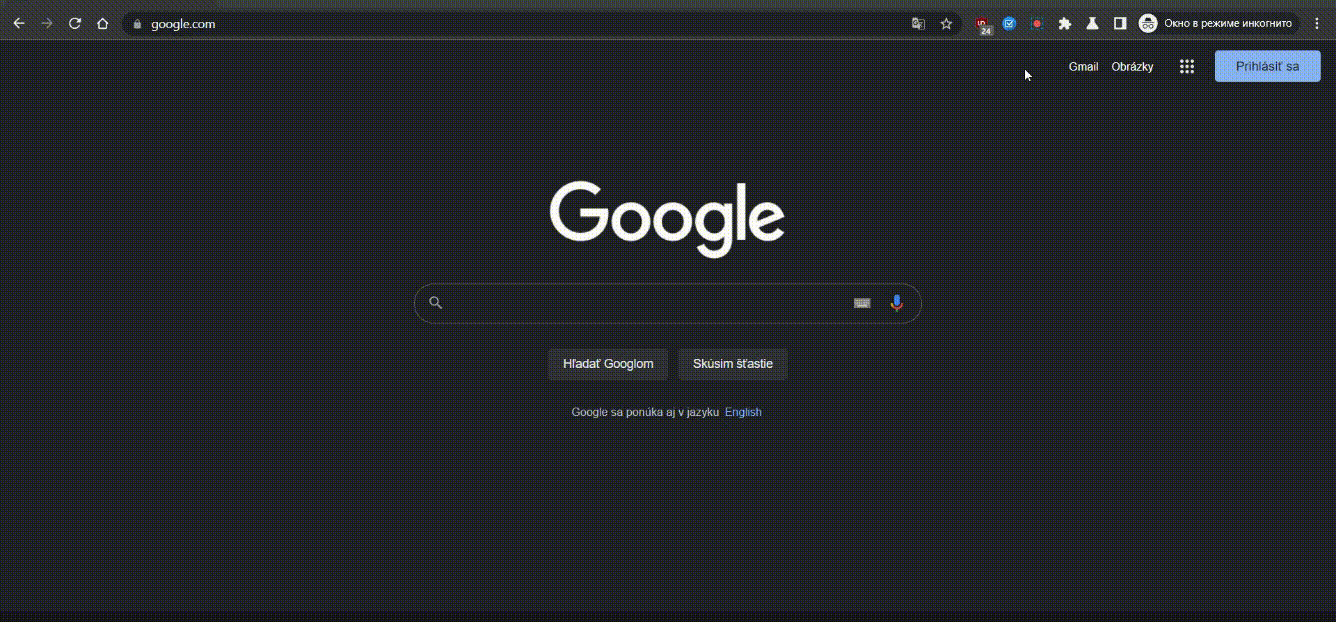 google.com
24
Окно в режиме инкогнито
Gmail Obrázky Prihlásiť sa
Google
Hľadať Googlom Skúsim šťastie
Google sa ponúka aj v jazyku English